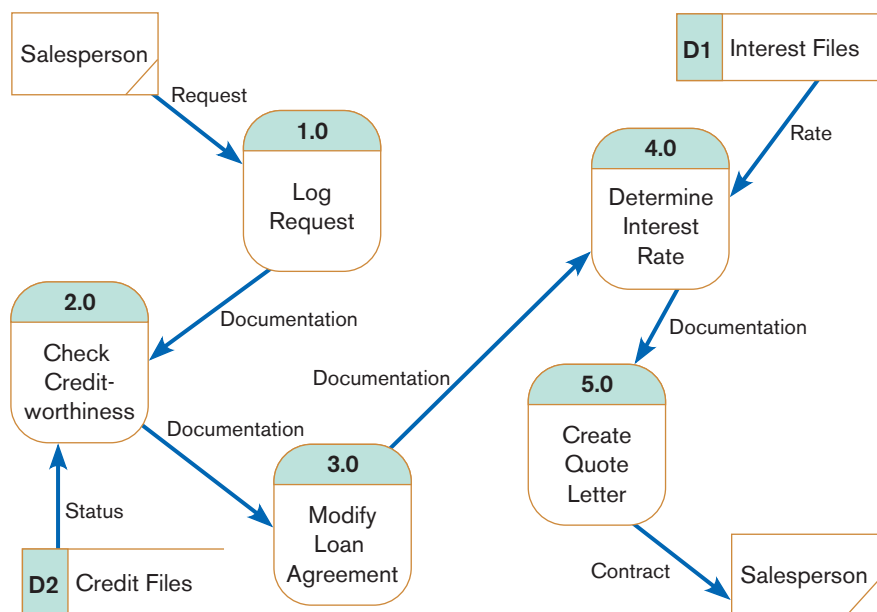 Salesperson
D1 Interest Files
Request
Rate
1.0
Log
Request
4.0
Determine
Interest
Rate
2.0
Check
Credit-
worthiness
Documentation
Documentation
Documentation
Documentation
3.0
Modify
Loan
Agreement
5.0
Create
Quote
Letter
Status
D2 Credit Files
Contract
Salesperson